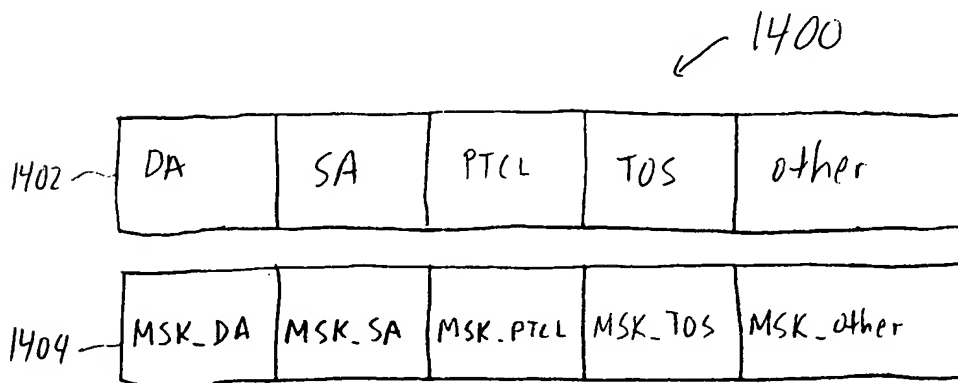 1400
1402 DA SA PTCL TOS other
1404 MSK_DA MSK_SA MSK_PTCL MSK_TOS MSK_other